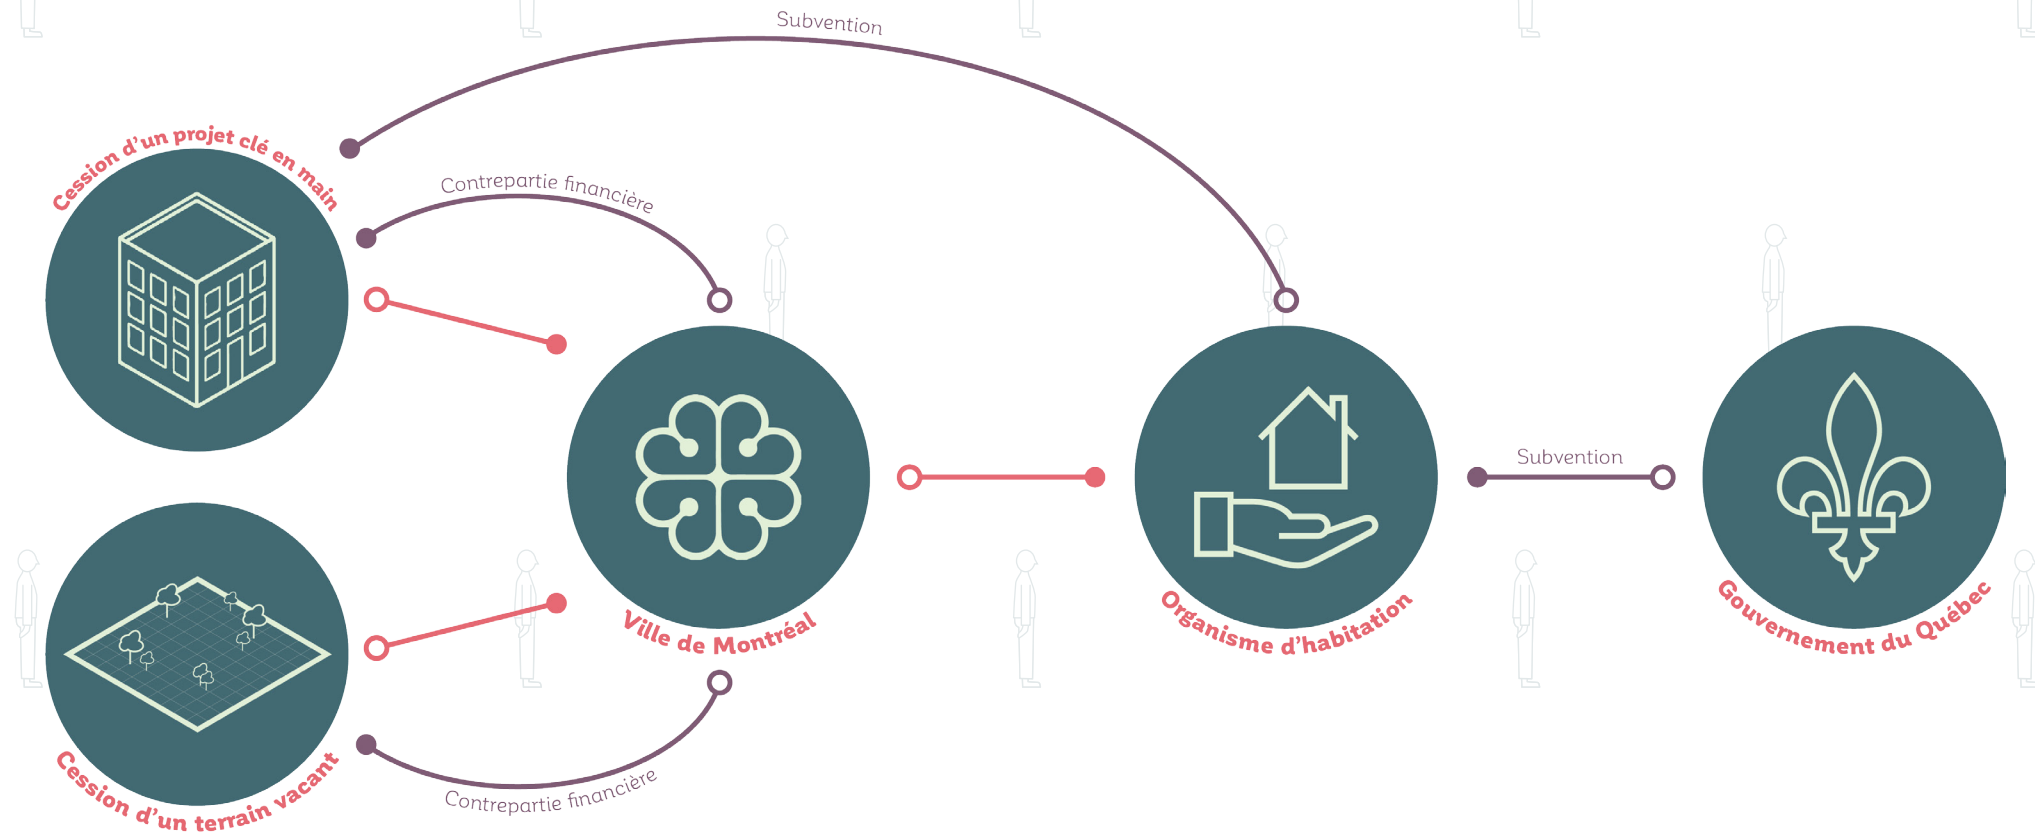 Subvention
Cession d'un projet clé en main
Contrepartie financière
Subvention
Ville de Montréal
Organisme d'habitation
Gouvernement du Québec
Cession d'un terrain vacant
Contrepartie financière